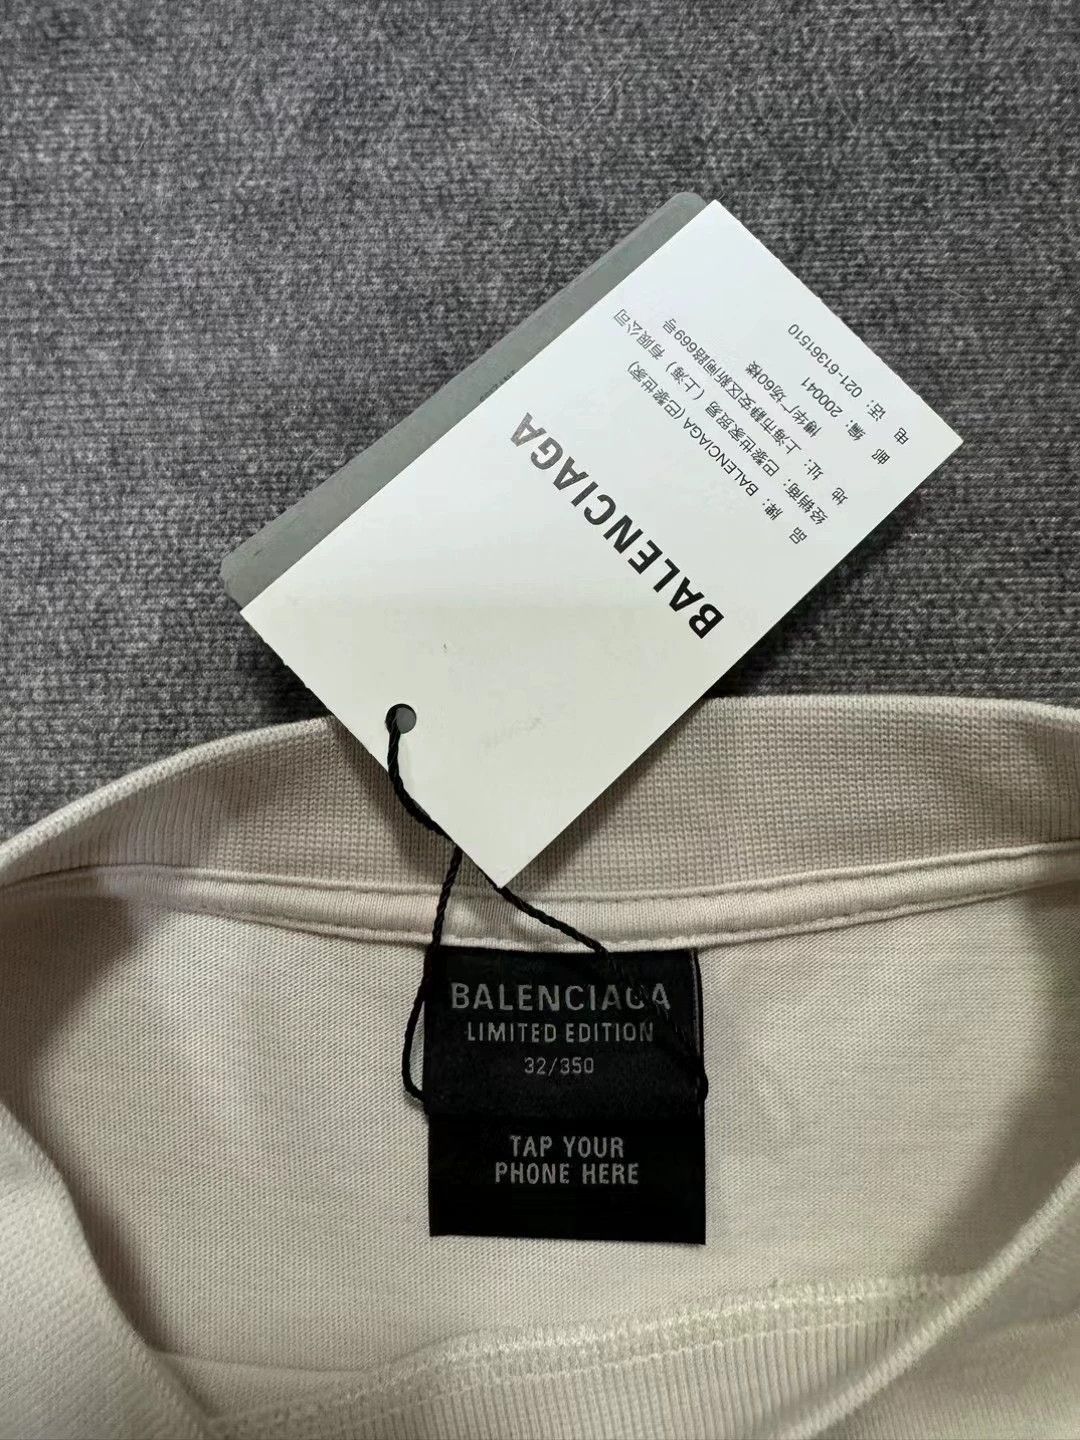 BALENCIAGA
品 牌: BALENCIAGA (巴黎世家)
经销商: 巴黎世家贸易（上海）有限公司
地 址: 上海市静安区新闸路669号
博华广场60楼
邮 编: 200041
电 话: 021-61361510
BALENCIAGA
LIMITED EDITION
32/350
TAP YOUR
PHONE HERE